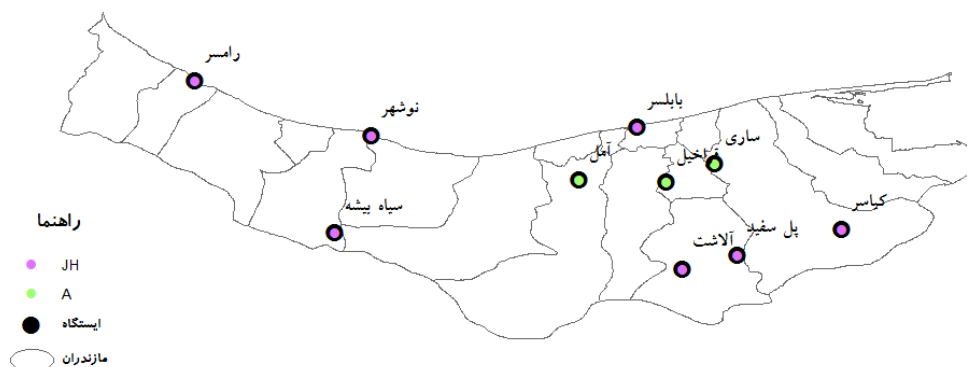 رامسر
نوشهر
بابلسر
ساری
قراخیل
آمل
سیاه بیشه
کیاسر
پل سفید
آلاشت
راهنما
JH
A
ایستگاه
مازندران